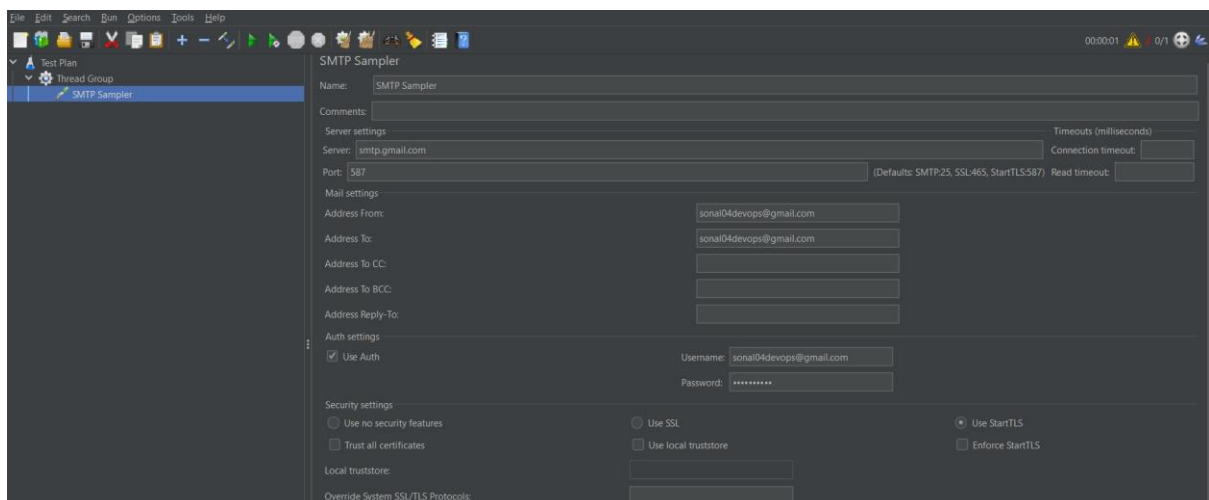 File Edit Search Run Options Tools Help
00:00:01 0/1
Test Plan
Thread Group
SMTP Sampler
SMTP Sampler
Name: SMTP Sampler
Comments:
Server settings Timeouts (milliseconds)
Server: smtp.gmail.com Connection timeout:
Port: 587 (Defaults: SMTP:25, SSL:465, StartTLS:587) Read timeout:
Mail settings
Address From: sonal04devops@gmail.com
Address To: sonal04devops@gmail.com
Address To CC:
Address To BCC:
Address Reply-To:
Auth settings
Use Auth Username: sonal04devops@gmail.com
Password: ••••••••••
Security settings
Use no security features Use SSL Use StartTLS
Trust all certificates Use local truststore Enforce StartTLS
Local truststore:
Override System SSL/TLS Protocols: